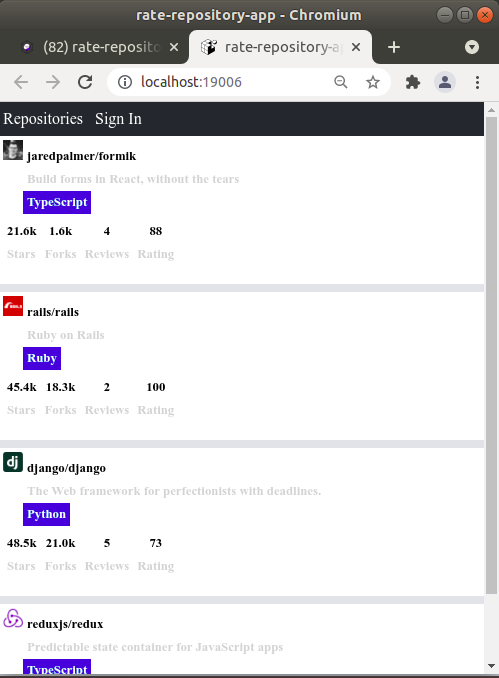 rate-repository-app - Chromium
(82) rate-reposito
rate-repository-ap
localhost:19006
Repositories Sign In
jaredpalmer/formik
Build forms in React, without the tears
TypeScript
21.6k 1.6k 4 88
Stars Forks Reviews Rating
rails/rails
Ruby on Rails
Ruby
45.4k 18.3k 2 100
Stars Forks Reviews Rating
dj django/django
The Web framework for perfectionists with deadlines.
Python
48.5k 21.0k 5 73
Stars Forks Reviews Rating
reduxjs/redux
Predictable state container for JavaScript apps
TypeScript